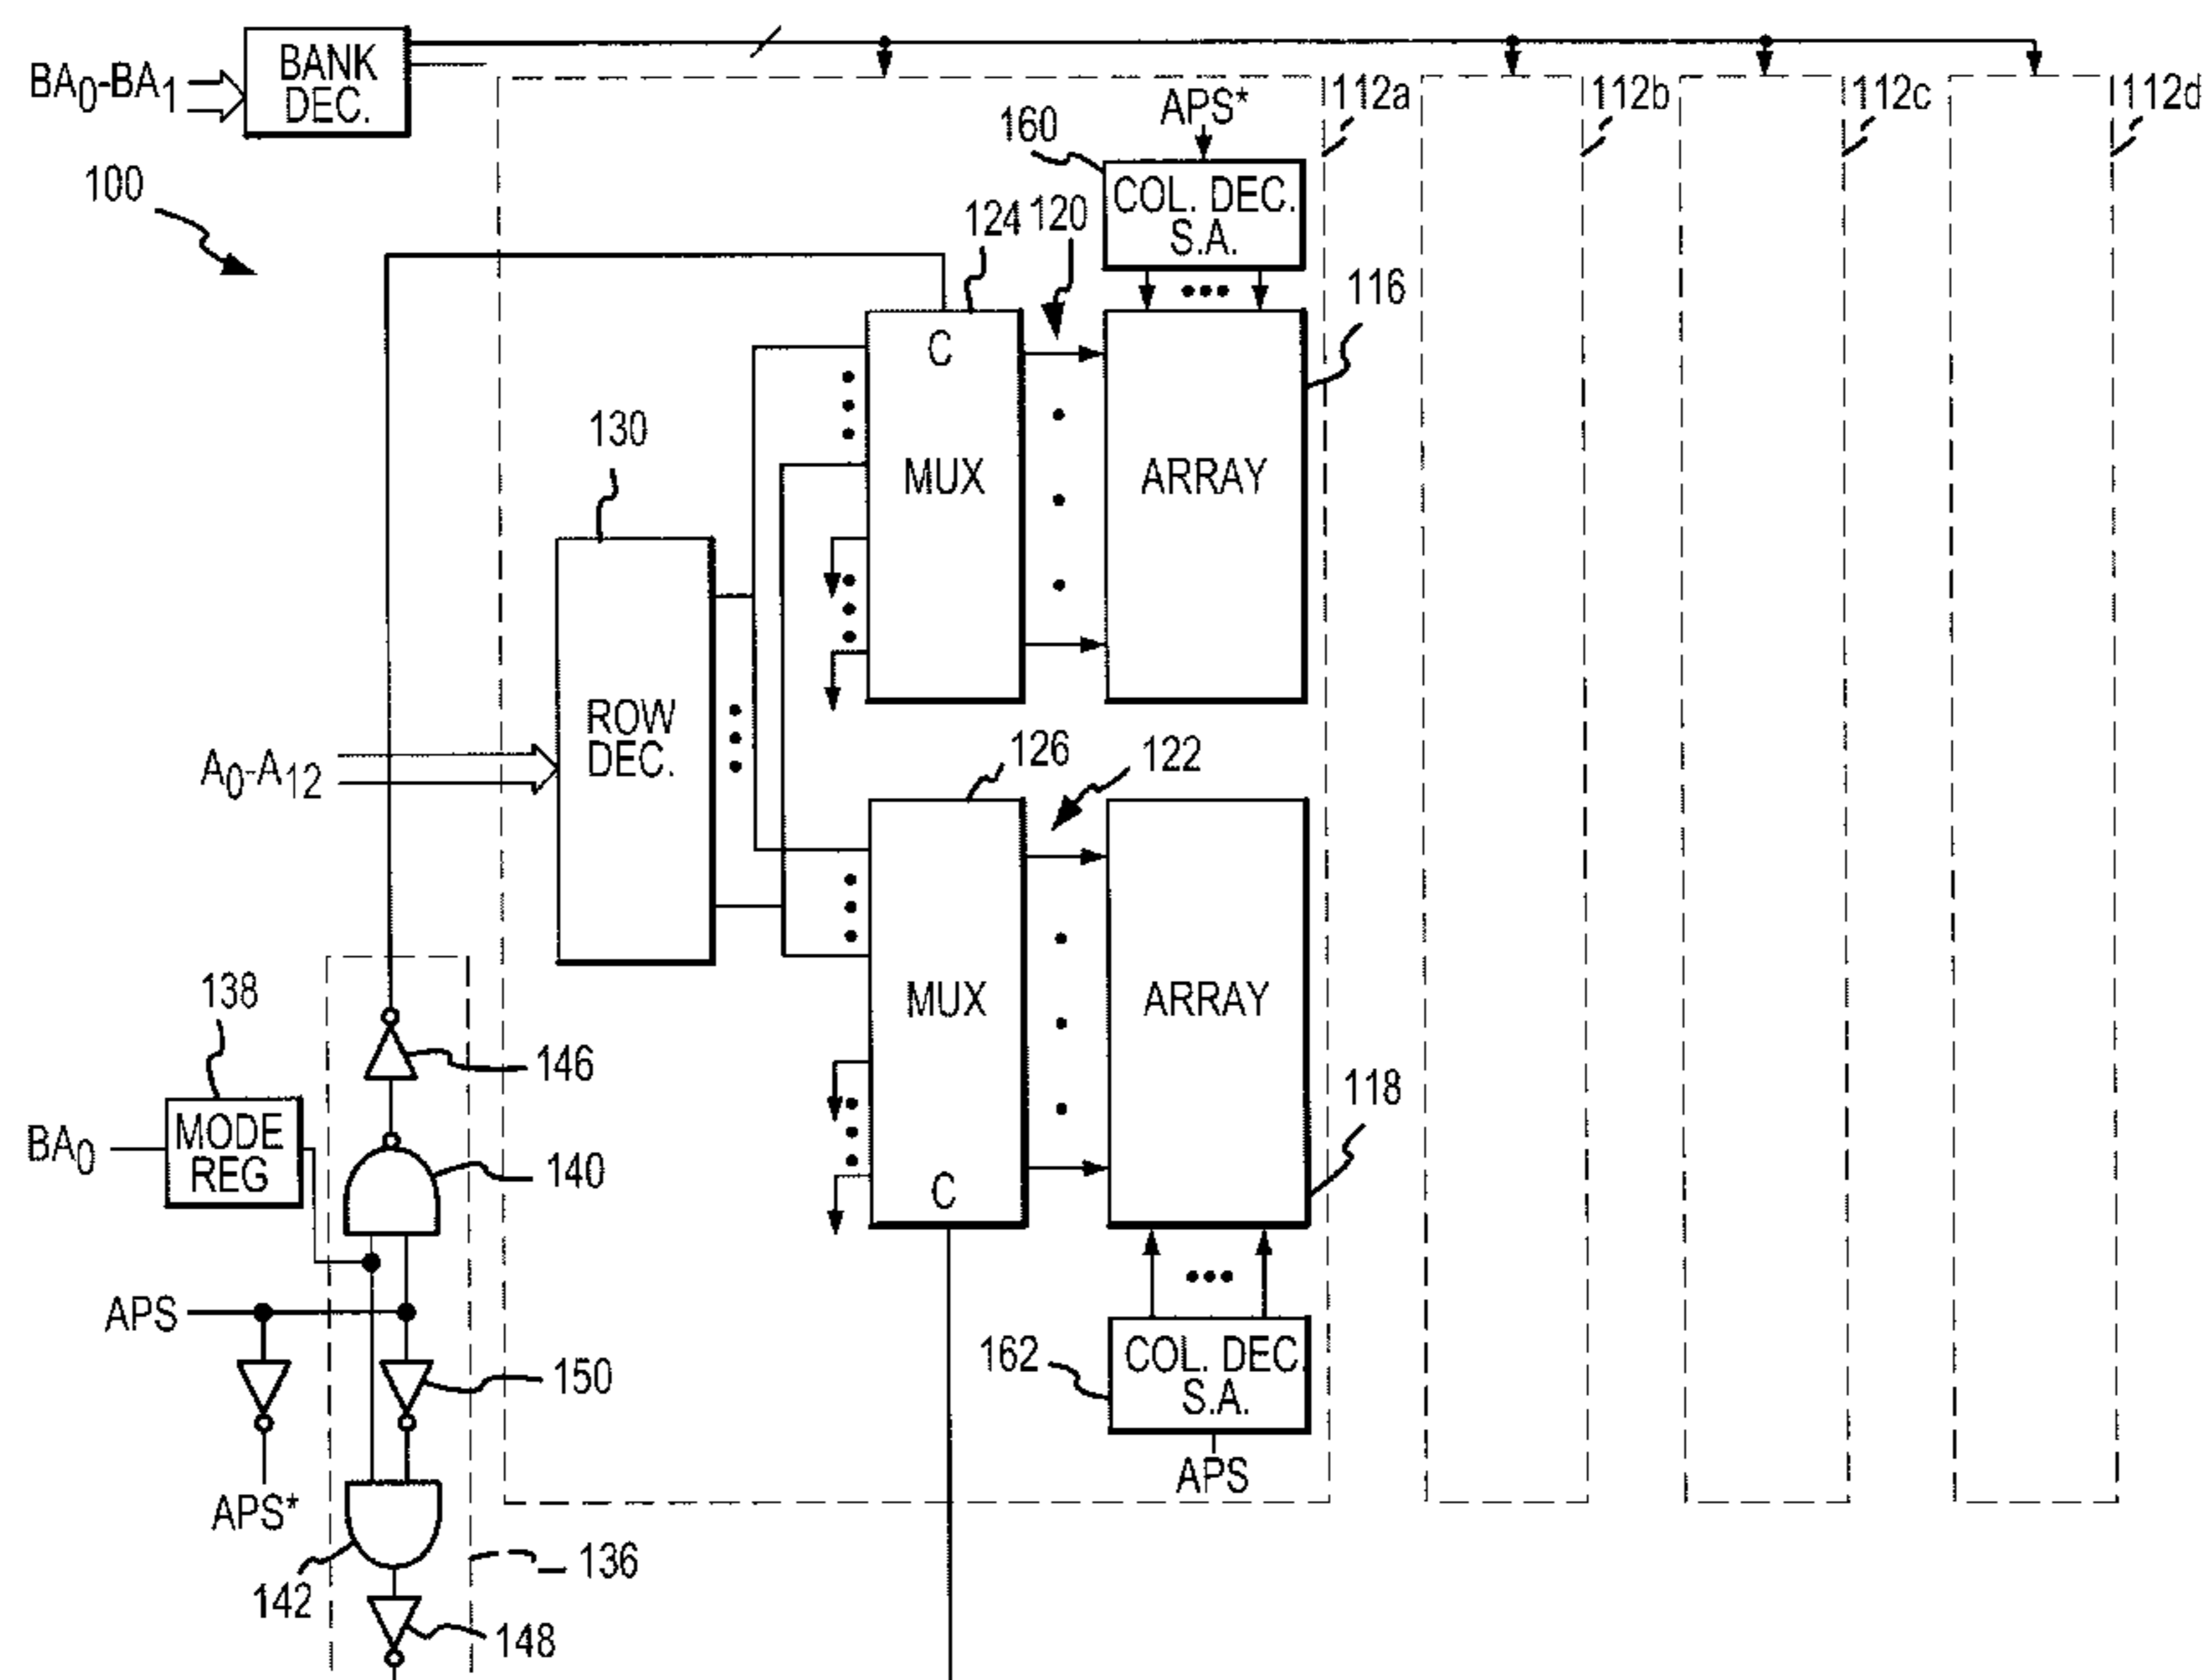 BA0-BA1
BANK
DEC.
100
112a
112b
112c
112d
APS*
160
COL. DEC.
S.A.
124
120
116
C
MUX
ARRAY
130
ROW
DEC.
A0-A12
126
122
MUX
ARRAY
C
118
138
146
BA0
MODE
REG
140
APS
150
162
COL. DEC.
S.A.
APS
APS*
142
136
148